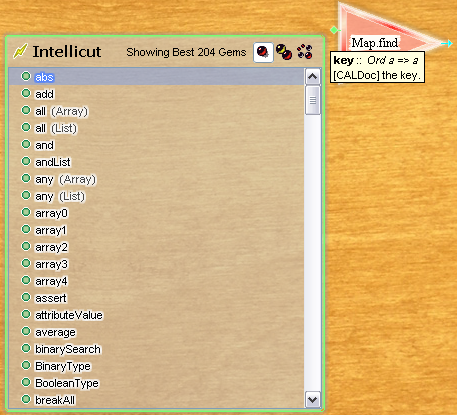 Intellicut
Showing Best 204 Gems
Map.find
key :: Ord a => a
[CALDoc] the key.
abs
add
all (Array)
all (List)
and
andList
any (Array)
any (List)
array0
array1
array2
array3
array4
assert
attributeValue
average
binarySearch
BinaryType
BooleanType
breakAll